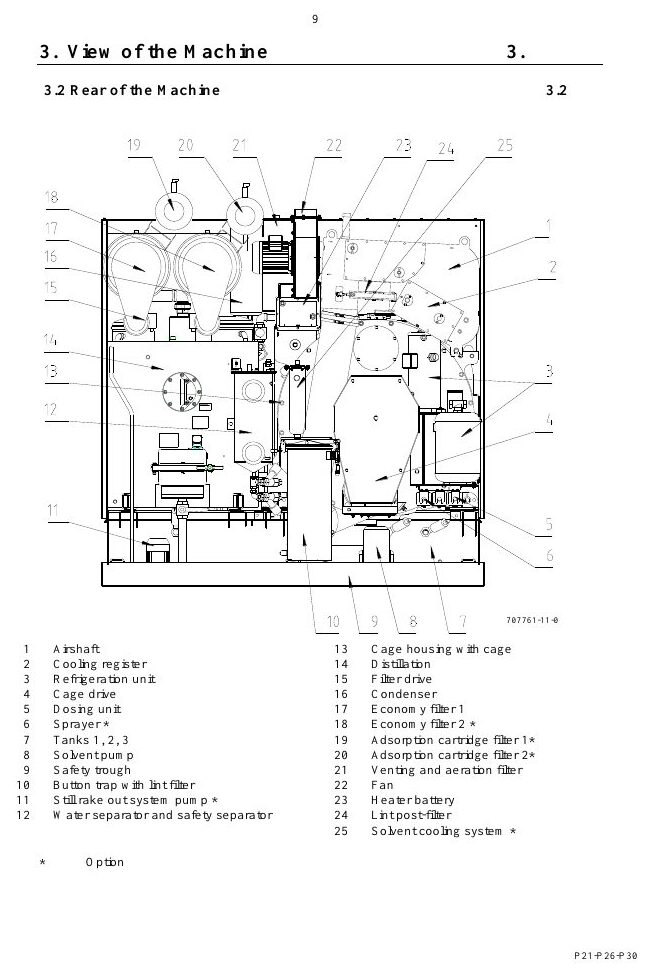 9
3. View of the Machine 3.
3.2 Rear of the Machine 3.2
19 20 21 22 23 24 25
18
17
16
15
14
13
12
11
1
2
3
4
5
6
10 9 8 7
707761-11-0
1 Airshaft
2 Cooling register
3 Refrigeration unit
4 Cage drive
5 Dosing unit
6 Sprayer *
7 Tanks 1, 2, 3
8 Solvent pump
9 Safety trough
10 Button trap with lint filter
11 Still rake out system pump *
12 Water separator and safety separator
13 Cage housing with cage
14 Distillation
15 Filter drive
16 Condenser
17 Economy filter 1
18 Economy filter 2 *
19 Adsorption cartridge filter 1*
20 Adsorption cartridge filter 2*
21 Venting and aeration filter
22 Fan
23 Heater battery
24 Lint post-filter
25 Solvent cooling system *
* Option
P21-P26-P30